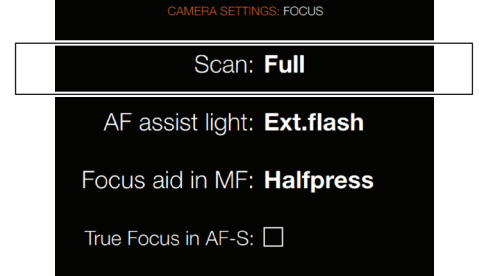 CAMERA SETTINGS: FOCUS
Scan: Full
AF assist light: Ext.flash
Focus aid in MF: Halfpress
True Focus in AF-S: